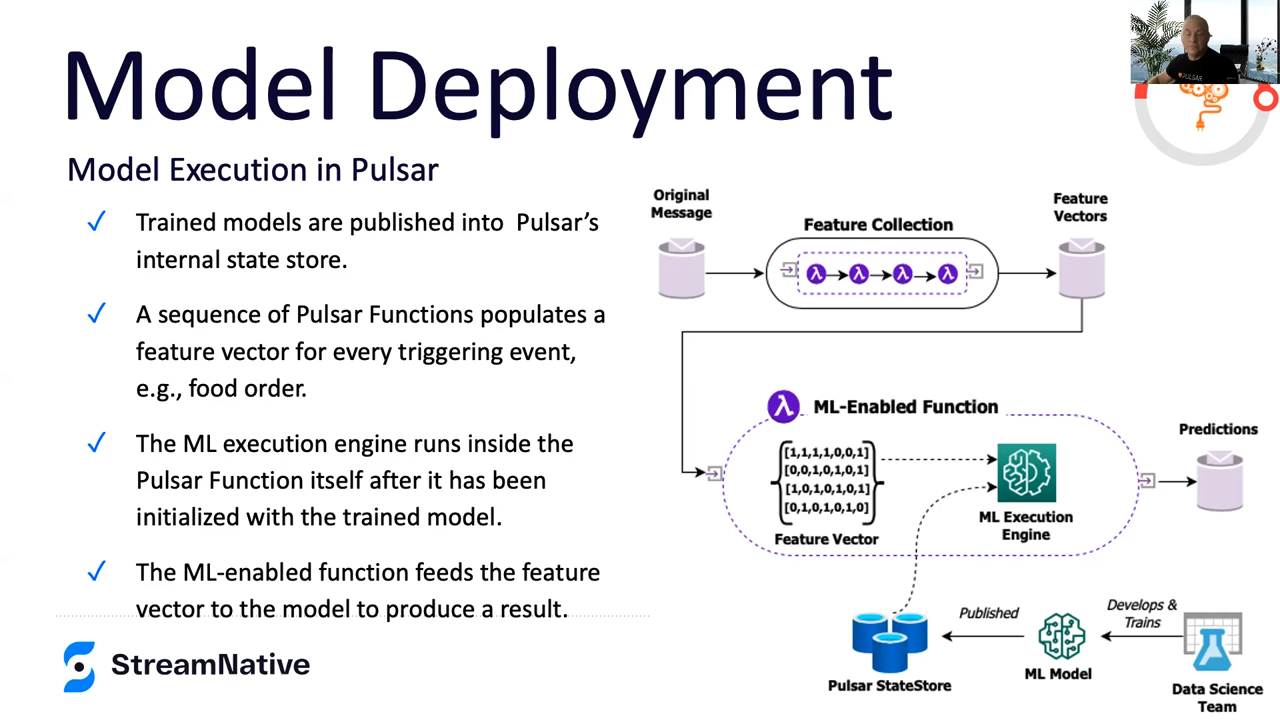 Model Deployment
Model Execution in Pulsar
✓ Trained models are published into Pulsar's
internal state store.
✓ A sequence of Pulsar Functions populates a
feature vector for every triggering event,
e.g., food order.
✓ The ML execution engine runs inside the
Pulsar Function itself after it has been
initialized with the trained model.
✓ The ML-enabled function feeds the feature
vector to the model to produce a result.
StreamNative
PULSAR
Original
Message
Feature Collection
λ λ λ λ
Feature
Vectors
λ ML-Enabled Function
[1,1,1,1,0,0,1]
[0,0,1,0,1,0,1]
[1,0,1,0,1,0,1]
[0,1,0,1,0,1,0]
Feature Vector
ML Execution
Engine
Predictions
Pulsar StateStore
Published
ML Model
Develops &
Trains
Data Science
Team